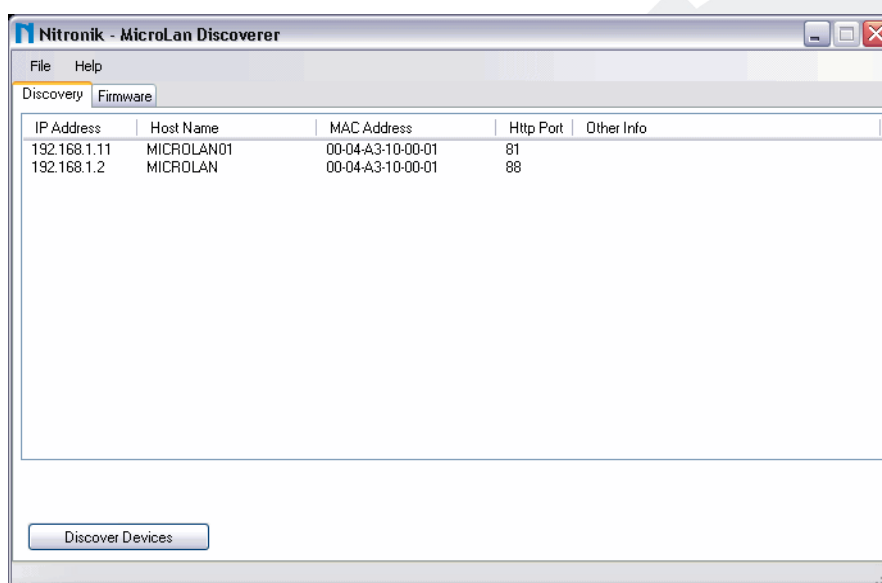 Nitronik - MicroLan Discoverer
File Help
Discovery Firmware
IP Address Host Name MAC Address Http Port Other Info
192.168.1.11 MICROLAN01 00-04-A3-10-00-01 81
192.168.1.2 MICROLAN 00-04-A3-10-00-01 88
Discover Devices